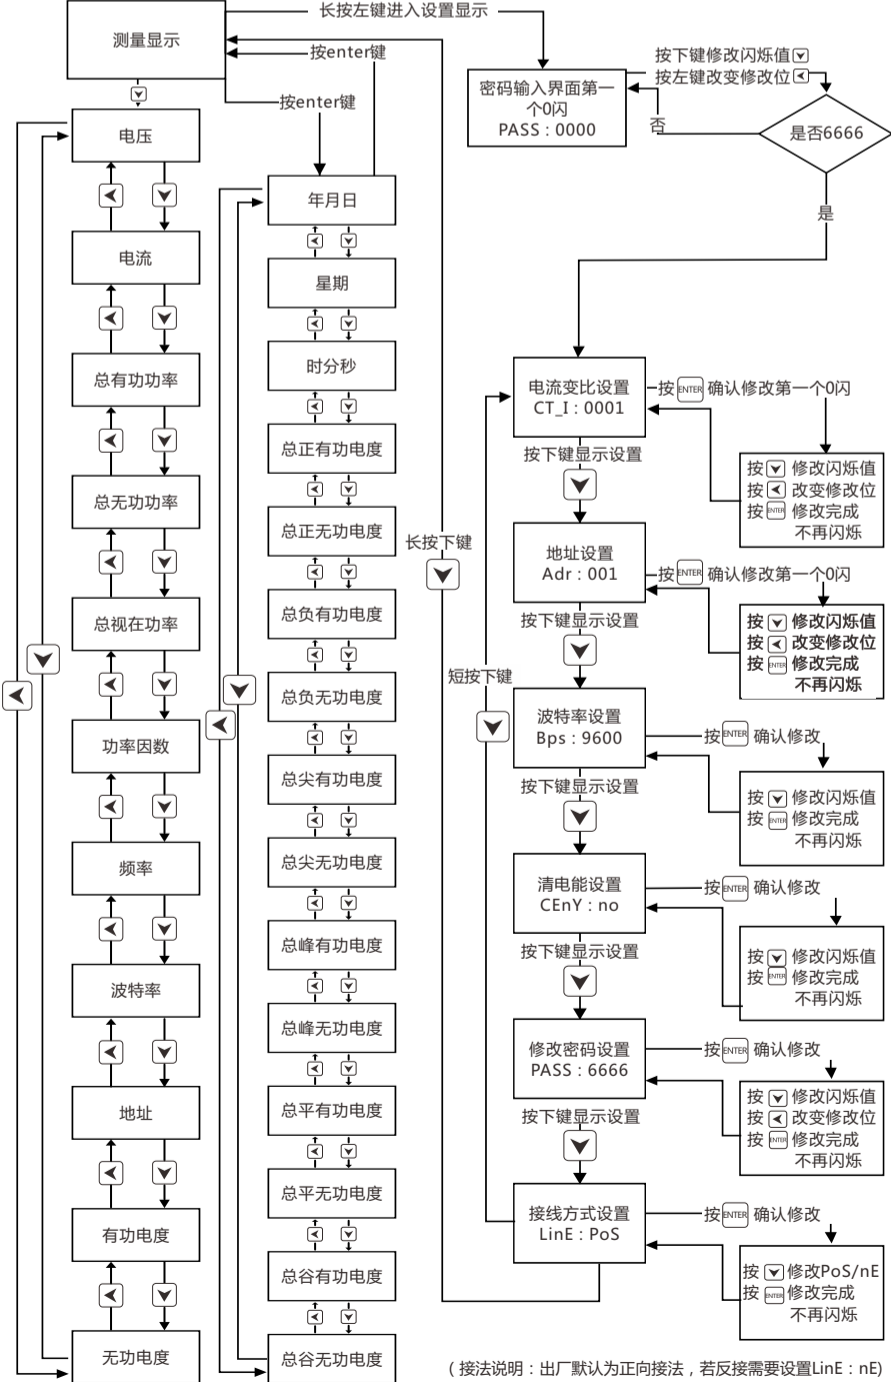 测量显示
长按左键进入设置显示
按enter键
按enter键
电压
电流
总有功功率
总无功功率
总视在功率
功率因数
频率
波特率
地址
有功电度
无功电度
年月日
星期
时分秒
总正有功电度
总正无功电度
总负有功电度
总负无功电度
总尖有功电度
总尖无功电度
总峰有功电度
总峰无功电度
总平有功电度
总平无功电度
总谷有功电度
总谷无功电度
长按下键
短按下键
密码输入界面第一
个0闪
PASS：0000
按下键修改闪烁值
按左键改变修改位
否
是否6666
是
电流变比设置
CT_I：0001
按 ENTER 确认修改第一个0闪
按 修改闪烁值
按 改变修改位
按 ENTER 修改完成
不再闪烁
按下键显示设置
地址设置
Adr：001
按 ENTER 确认修改第一个0闪
按 修改闪烁值
按 改变修改位
按 ENTER 修改完成
不再闪烁
按下键显示设置
波特率设置
Bps：9600
按 ENTER 确认修改
按 修改闪烁值
按 ENTER 修改完成
不再闪烁
按下键显示设置
清电能设置
CEnY：no
按 ENTER 确认修改
按 修改闪烁值
按 ENTER 修改完成
不再闪烁
按下键显示设置
修改密码设置
PASS：6666
按 ENTER 确认修改
按 修改闪烁值
按 改变修改位
按 ENTER 修改完成
不再闪烁
按下键显示设置
接线方式设置
LinE：PoS
按 ENTER 确认修改
按 修改PoS/nE
按 ENTER 修改完成
不再闪烁
（接法说明：出厂默认为正向接法，若反接需要设置LinE：nE)